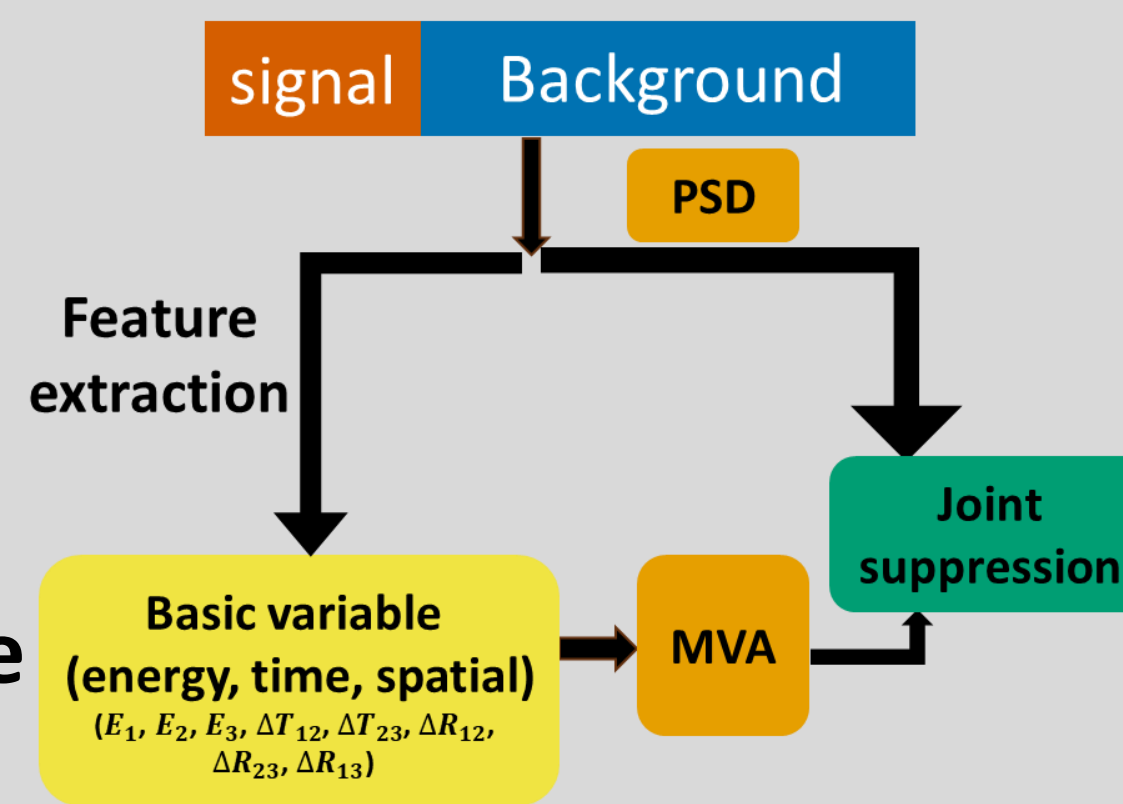 signal
Background
PSD
Feature
extraction
Joint
suppression
e
Basic variable
(energy, time, spatial)
(E₁, E₂, E₃, ΔT₁₂, ΔT₂₃, ΔR₁₂,
ΔR₂₃, ΔR₁₃)
MVA